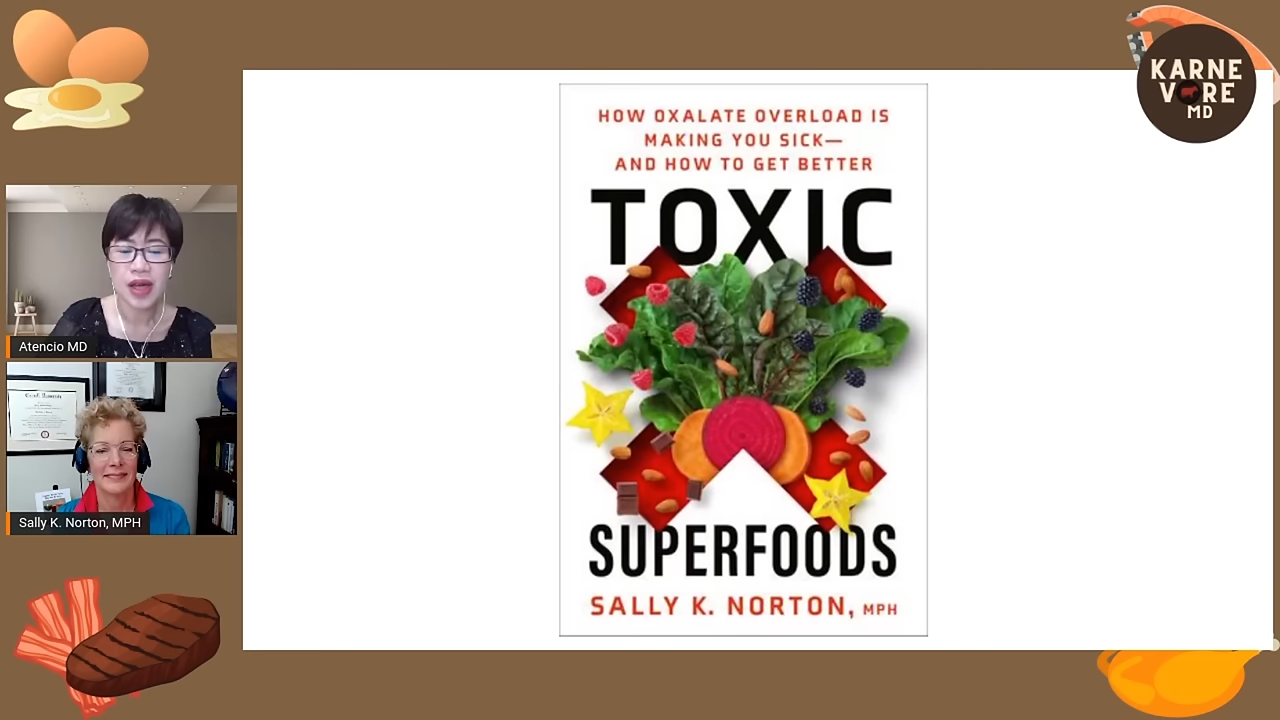 KARNE
VORE
MD
HOW OXALATE OVERLOAD IS
MAKING YOU SICK—
AND HOW TO GET BETTER
TOXIC
SUPERFOODS
SALLY K. NORTON, MPH
Atencio MD
Sally K. Norton, MPH